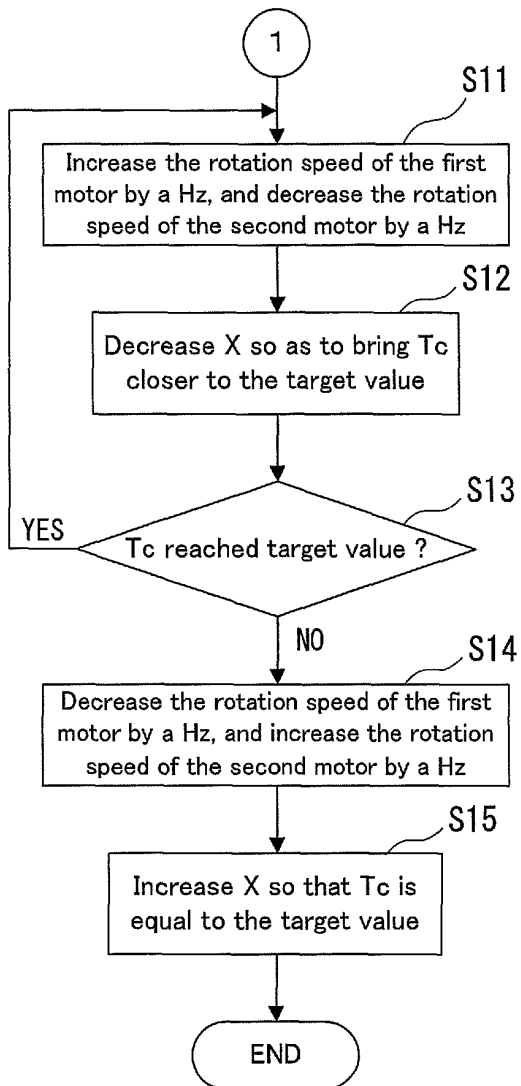 1
S11
Increase the rotation speed of the first
motor by a Hz, and decrease the rotation
speed of the second motor by a Hz
S12
Decrease X so as to bring Tc
closer to the target value
S13
YES
Tc reached target value ?
NO
S14
Decrease the rotation speed of the first
motor by a Hz, and increase the rotation
speed of the second motor by a Hz
S15
Increase X so that Tc is
equal to the target value
END